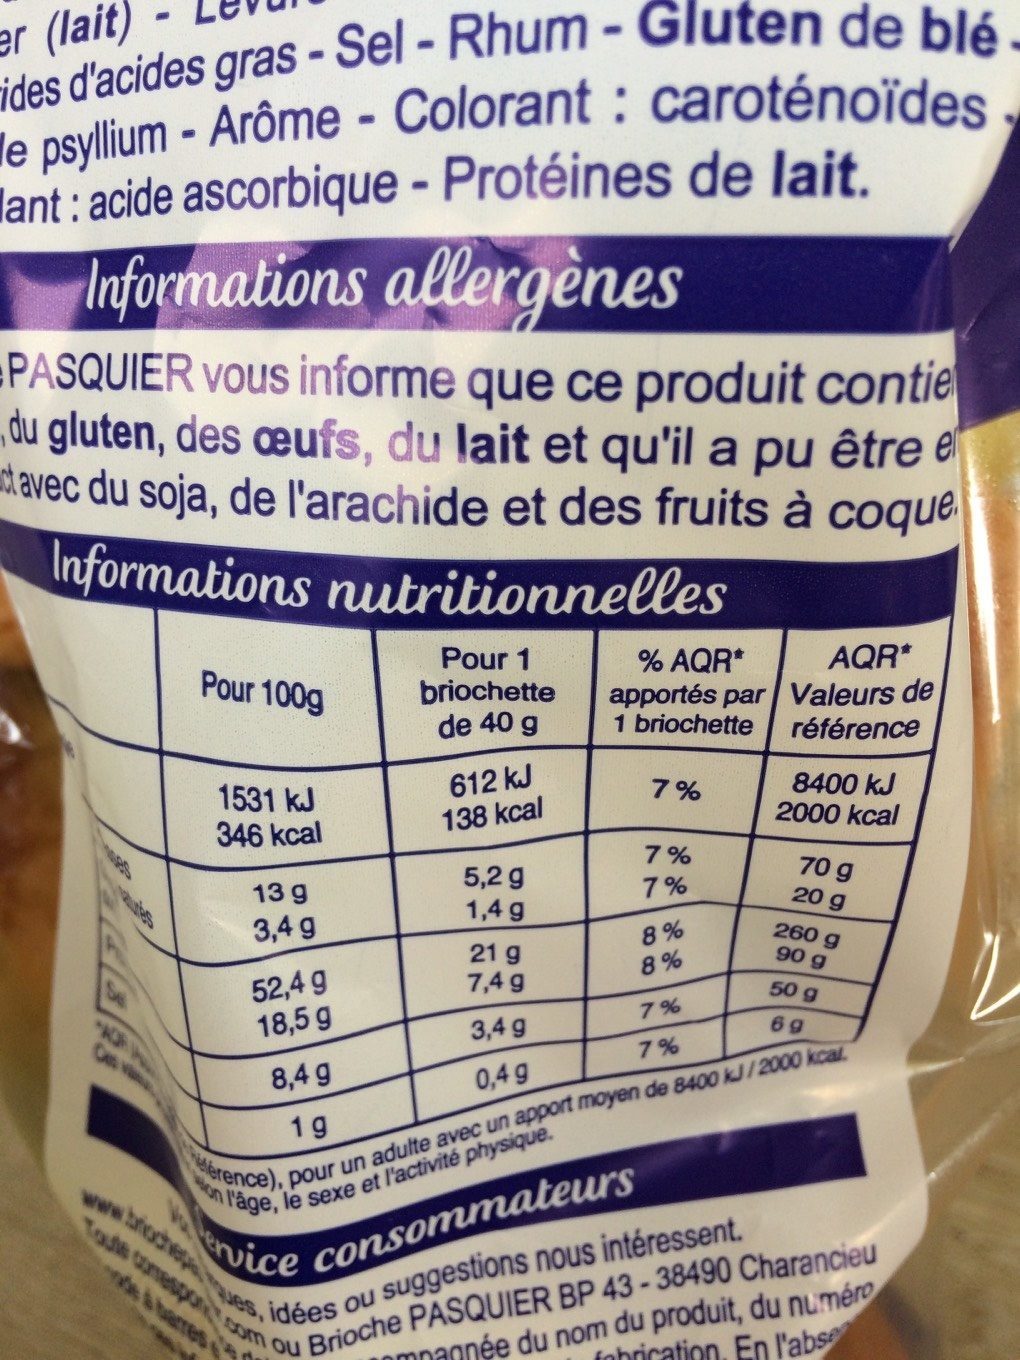 er (lait) - Levur
rides d'acides gras - Sel - Rhum - Gluten de blé -
de psyllium - Arôme - Colorant : caroténoïdes -
lant : acide ascorbique - Protéines de lait.
Informations allergènes
PASQUIER vous informe que ce produit contie
, du gluten, des œufs, du lait et qu'il a pu être e
ct avec du soja, de l'arachide et des fruits à coque.
Informations nutritionnelles
Pour 100g Pour 1 briochette de 40 g % AQR* apportés par 1 briochette AQR* Valeurs de référence
1531 kJ 612 kJ 7 % 8400 kJ
346 kcal 138 kcal 2000 kcal
13 g 5,2 g 7 % 70 g
3,4 g 1,4 g 7 % 20 g
52,4 g 21 g 8 % 260 g
18,5 g 7,4 g 8 % 90 g
8,4 g 3,4 g 7 % 50 g
Sel 1 g 0,4 g 7 % 6 g
*AQR référence), pour un adulte avec un apport moyen de 8400 kJ / 2000 kcal.
Ces l'âge, le sexe et l'activité physique.
Service consommateurs
ques, idées ou suggestions nous intéressent.
.com ou Brioche PASQUIER BP 43 - 38490 Charancieu
Toute ompagnée du nom du produit, du numéro
fabrication. En l'abse